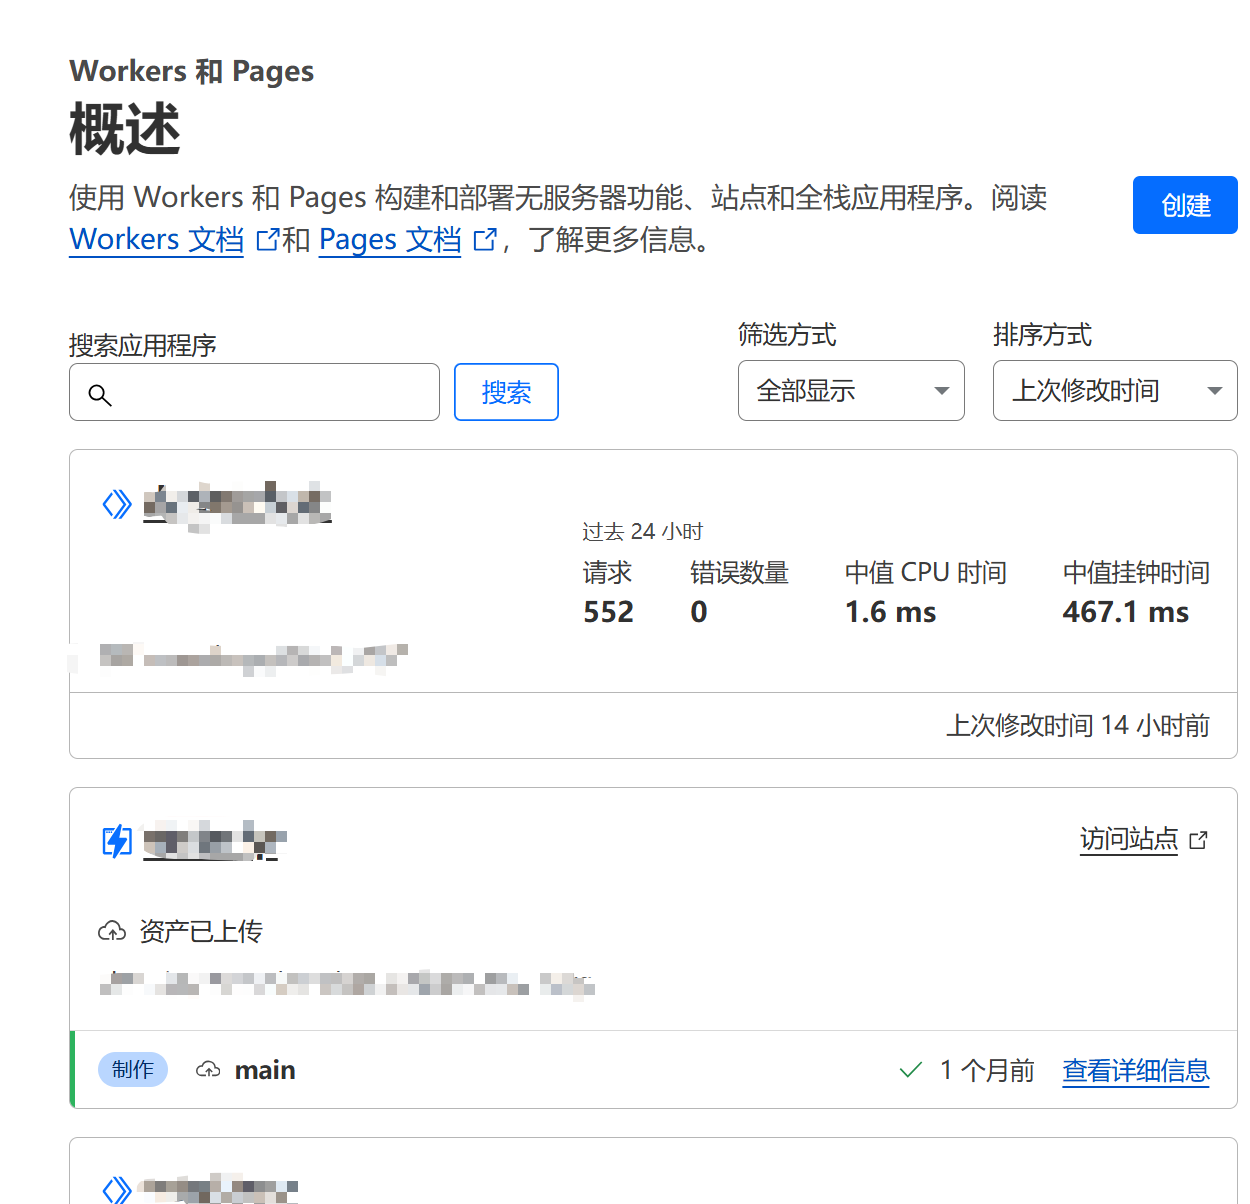 Workers 和 Pages
概述
使用 Workers 和 Pages 构建和部署无服务器功能、站点和全栈应用程序。阅读
Workers 文档 和 Pages 文档 ，了解更多信息。
创建
搜索应用程序
搜索
筛选方式
全部显示
排序方式
上次修改时间
过去 24 小时
请求 错误数量 中值 CPU 时间 中值挂钟时间
552 0 1.6 ms 467.1 ms
上次修改时间 14 小时前
访问站点
资产已上传
制作 main 1 个月前 查看详细信息